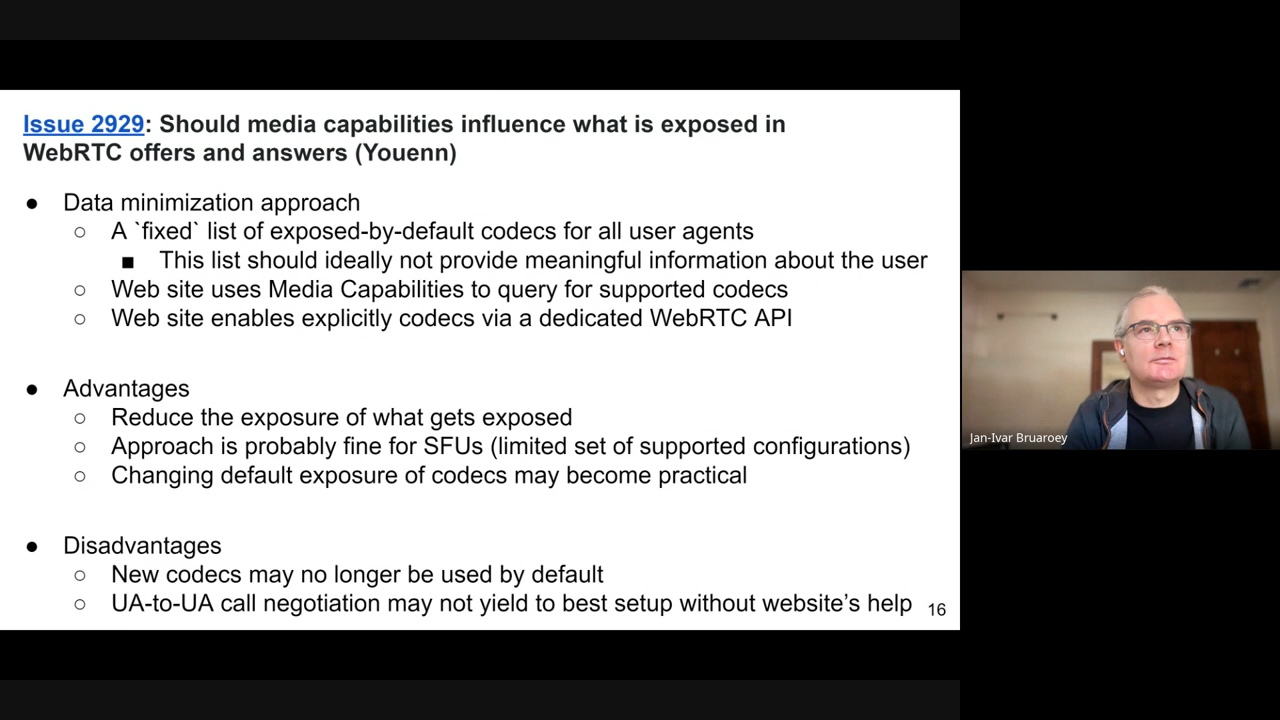 Issue 2929: Should media capabilities influence what is exposed in
WebRTC offers and answers (Youenn)
● Data minimization approach
○ A `fixed` list of exposed-by-default codecs for all user agents
■ This list should ideally not provide meaningful information about the user
○ Web site uses Media Capabilities to query for supported codecs
○ Web site enables explicitly codecs via a dedicated WebRTC API
● Advantages
○ Reduce the exposure of what gets exposed
○ Approach is probably fine for SFUs (limited set of supported configurations)
○ Changing default exposure of codecs may become practical
● Disadvantages
○ New codecs may no longer be used by default
○ UA-to-UA call negotiation may not yield to best setup without website’s help
16
Jan-Ivar Bruaroey